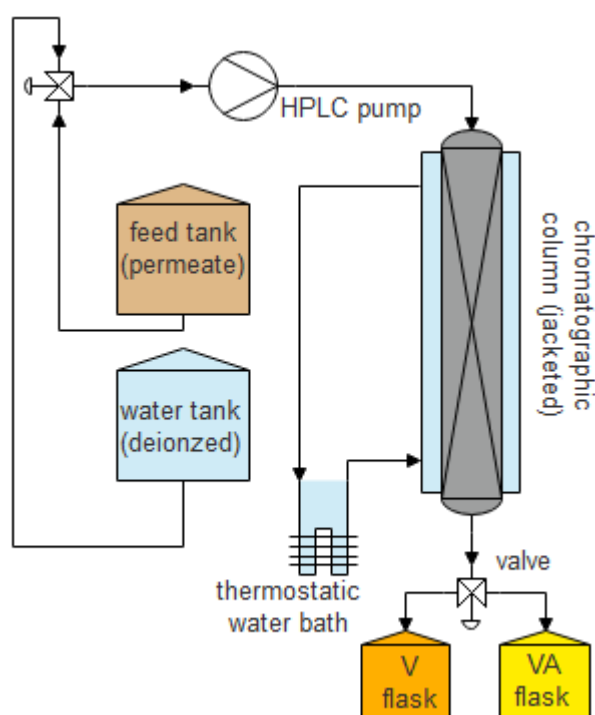 HPLC pump
feed tank
(permeate)
water tank
(deionzed)
chromatographic
column (jacketed)
thermostatic
water bath
valve
V
flask
VA
flask